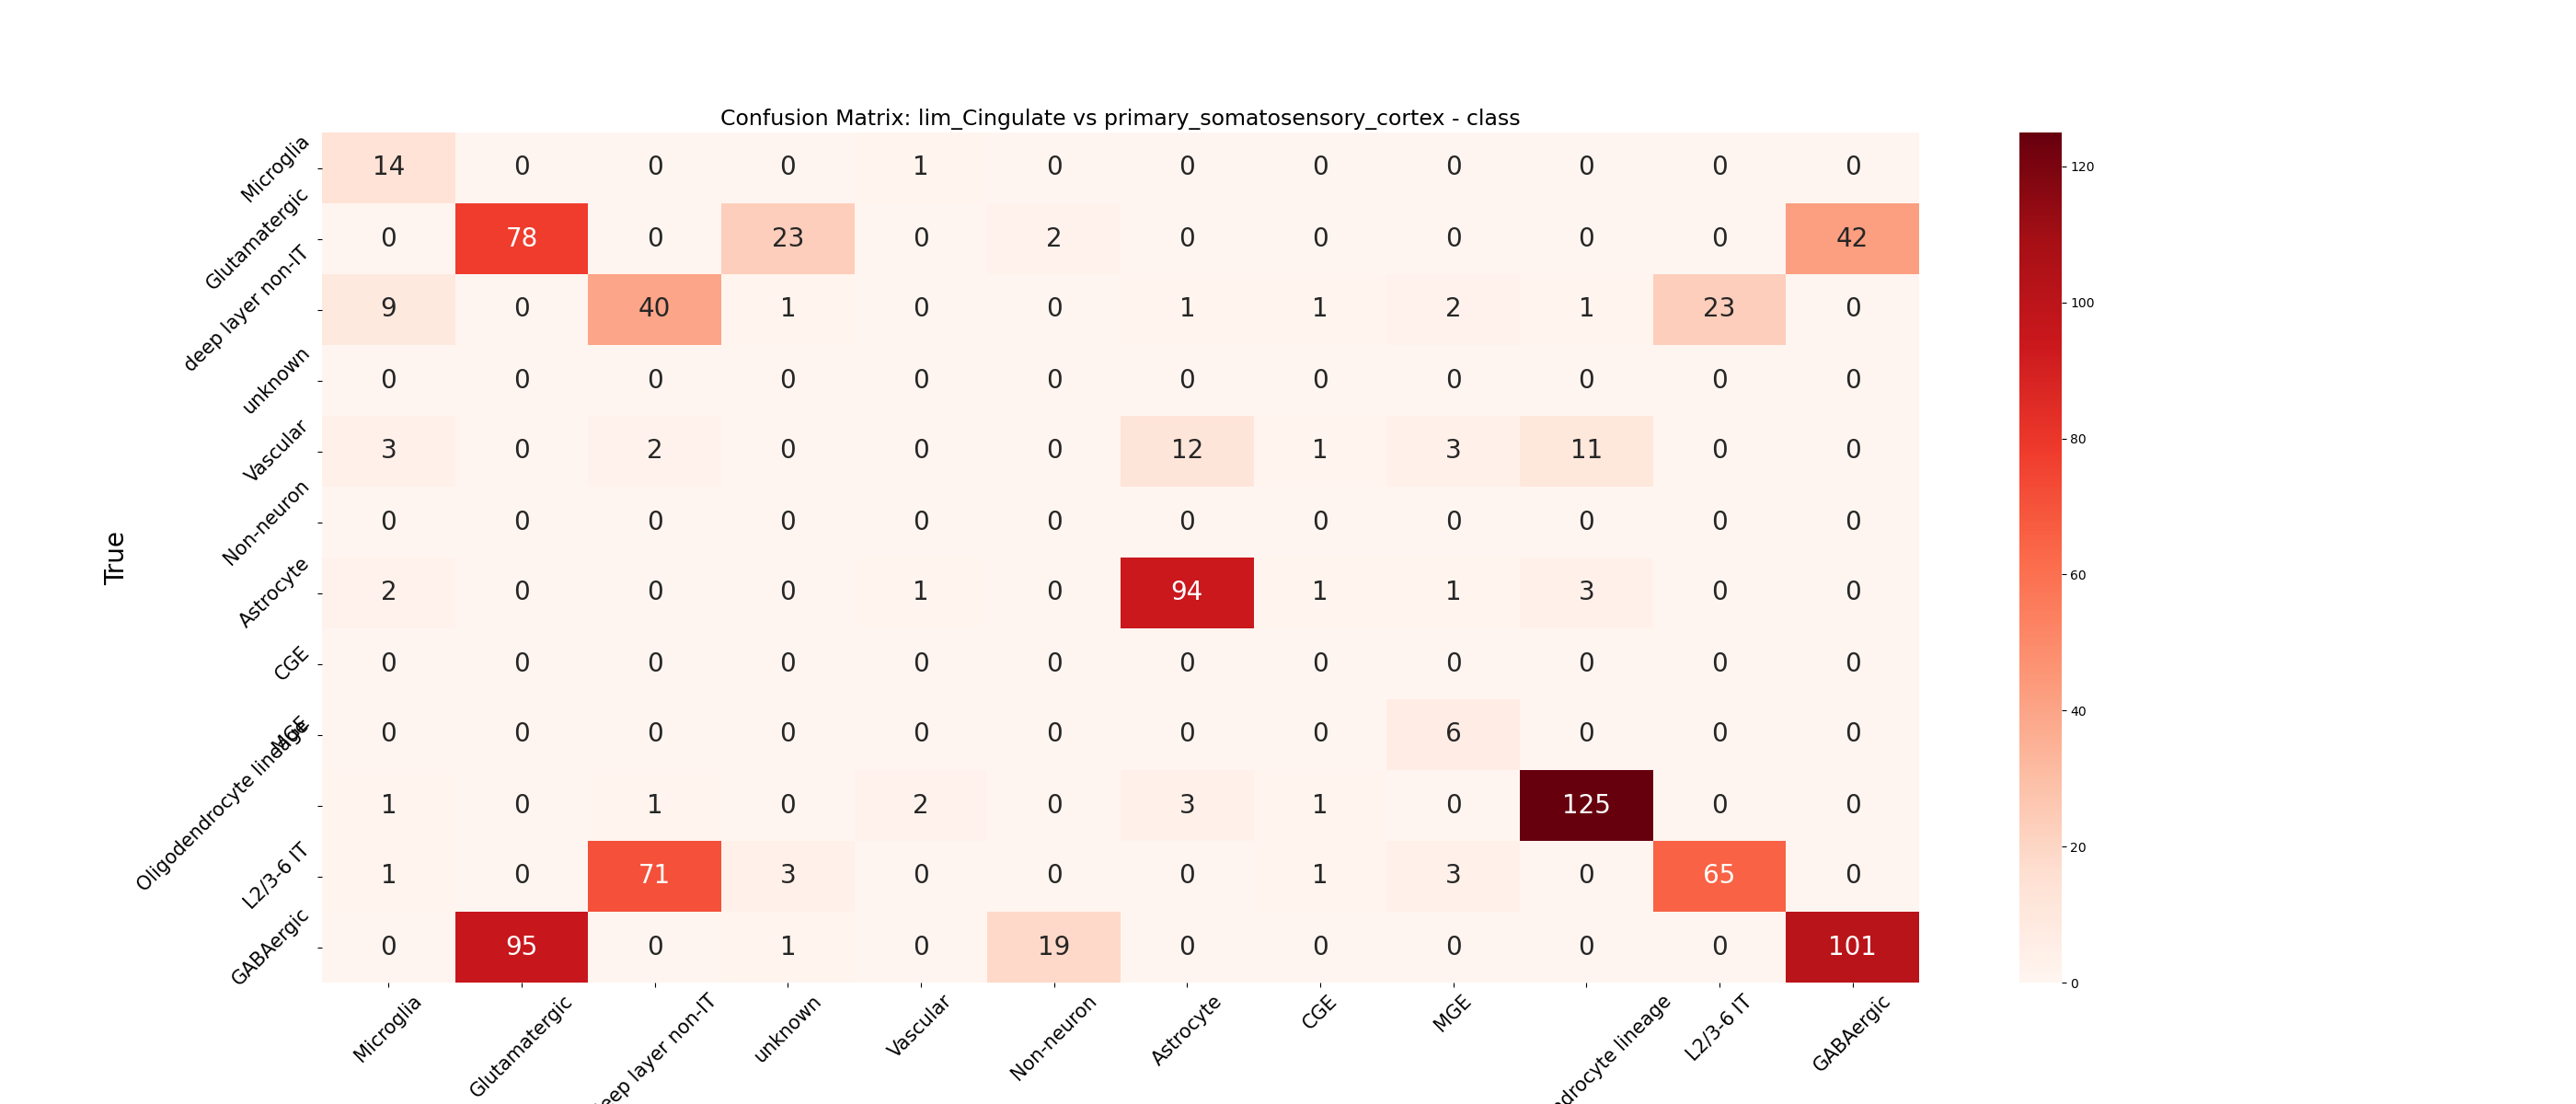 Confusion Matrix: lim_Cingulate vs primary_somatosensory_cortex - class
True
Microglia 14 0 0 0 1 0 0 0 0 0 0 0
Glutamatergic 0 78 0 23 0 2 0 0 0 0 0 42
deep layer non-IT 9 0 40 1 0 0 1 1 2 1 23 0
unknown 0 0 0 0 0 0 0 0 0 0 0 0
Vascular 3 0 2 0 0 0 12 1 3 11 0 0
Non-neuron 0 0 0 0 0 0 0 0 0 0 0 0
Astrocyte 2 0 0 0 1 0 94 1 1 3 0 0
CGE 0 0 0 0 0 0 0 0 0 0 0 0
MGE 0 0 0 0 0 0 0 0 6 0 0 0
Oligodendrocyte lineage 1 0 1 0 2 0 3 1 0 125 0 0
L2/3-6 IT 1 0 71 3 0 0 0 1 3 0 65 0
GABAergic 0 95 0 1 0 19 0 0 0 0 0 101
Microglia Glutamatergic eep layer non-IT unknown Vascular Non-neuron Astrocyte CGE MGE ndrocyte lineage L2/3-6 IT GABAergic
120
100
80
60
40
20
0